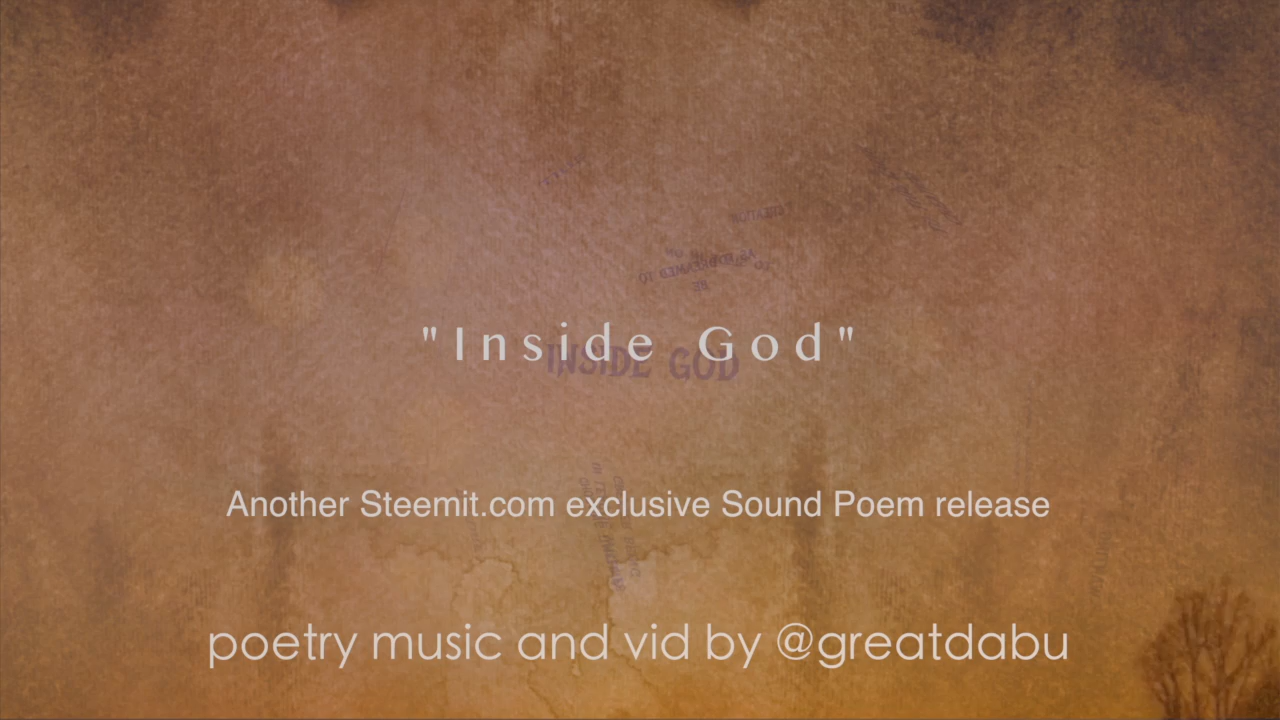 "Inside God"
INSIDE GOD
Another Steemit.com exclusive Sound Poem release
poetry music and vid by @greatdabu